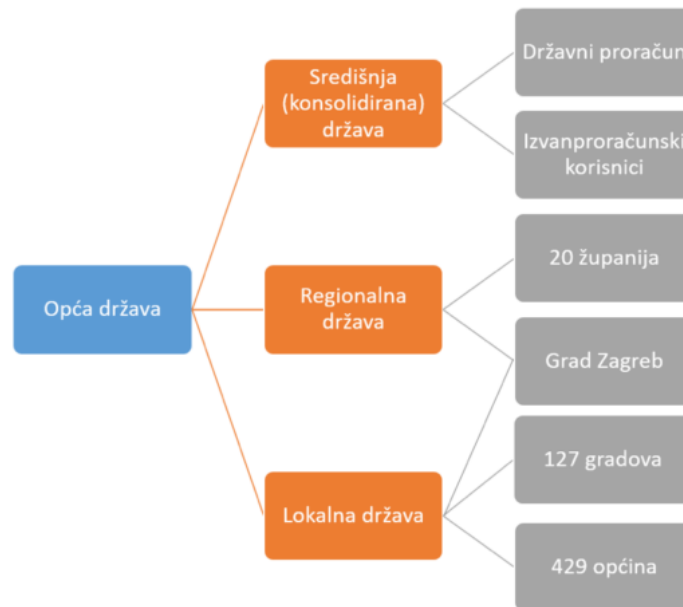 Opća država
Središnja
(konsolidirana)
država
Državni proračun
Izvanproračunski
korisnici
Regionalna
država
20 županija
Grad Zagreb
Lokalna država
127 gradova
429 općina